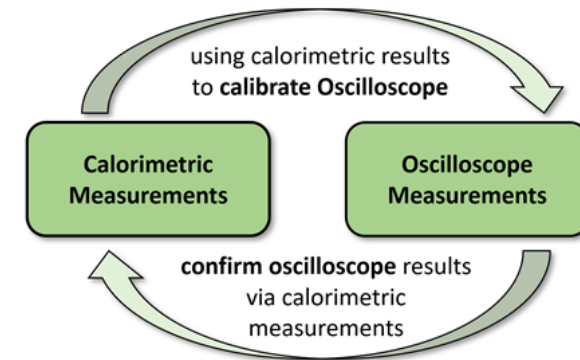 using calorimetric results
to calibrate Oscilloscope
Calorimetric
Measurements
Oscilloscope
Measurements
confirm oscilloscope results
via calorimetric
measurements